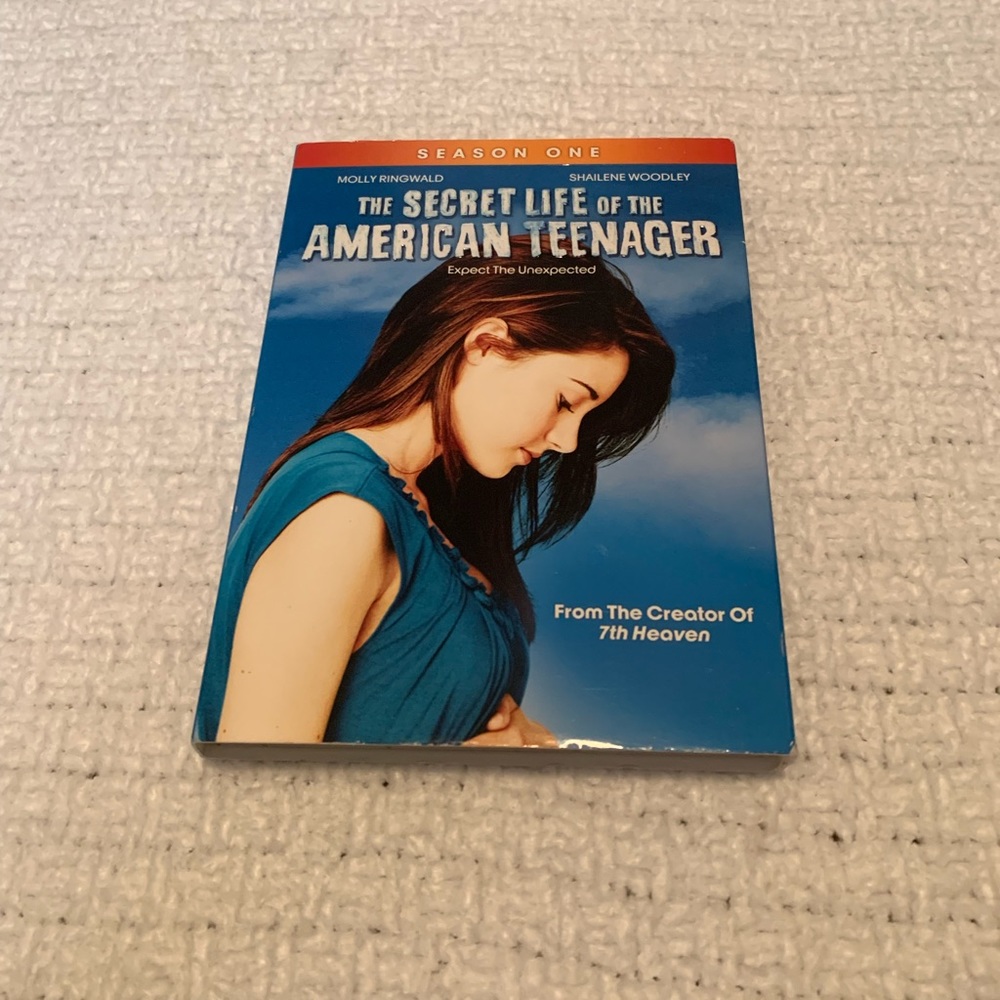 SEASON ONE
MOLLY RINGWALD SHAILENE WOODLEY
THE SECRET LIFE OF THE
AMERICAN TEENAGER
Expect The Unexpected
From The Creator Of
7th Heaven